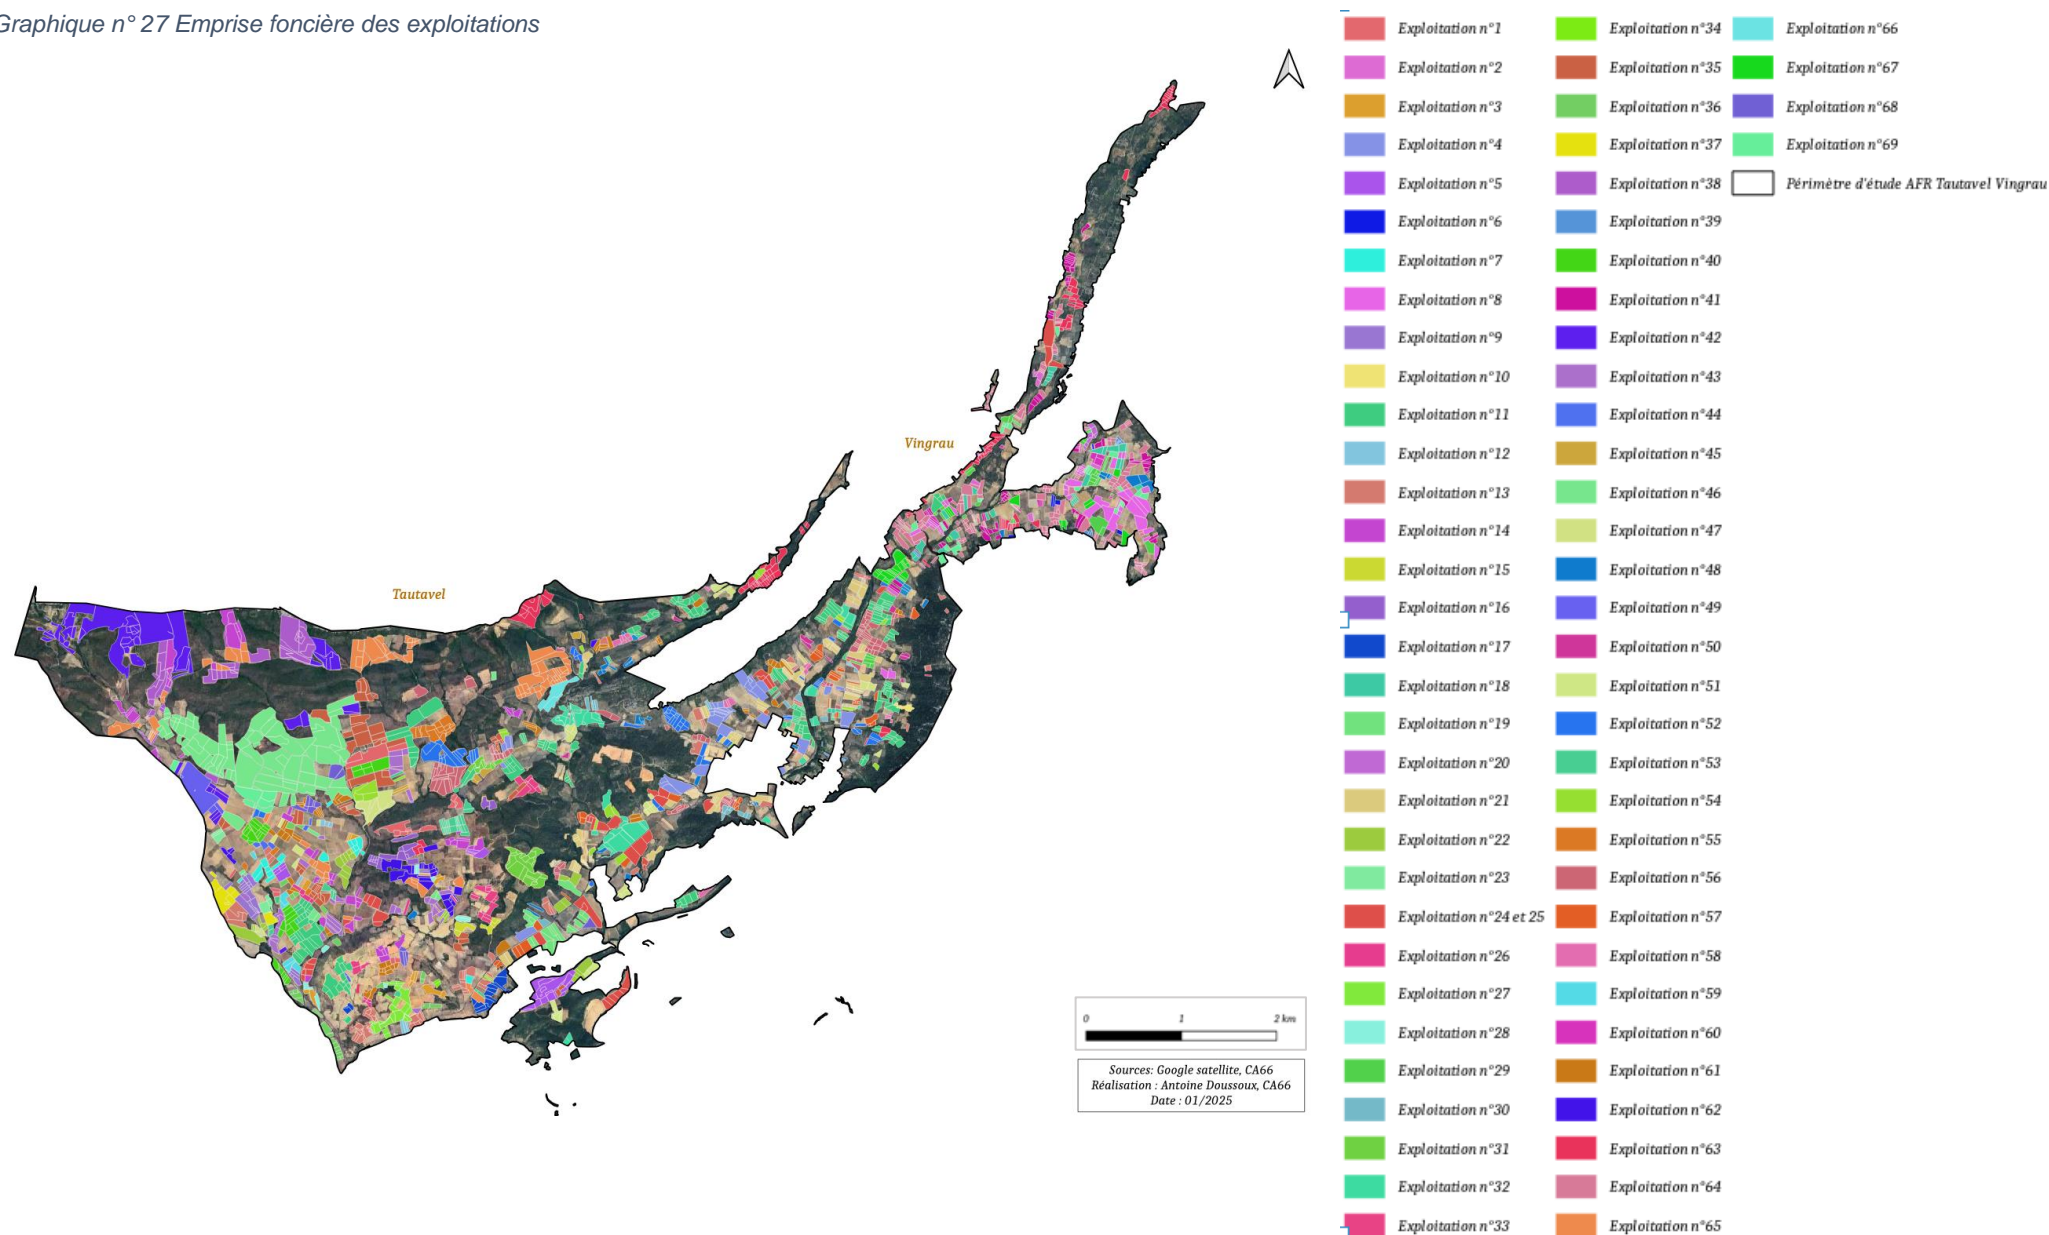 Graphique n° 27 Emprise foncière des exploitations
Vingrau
Tautavel
0 1 2 km
Sources: Google satellite, CA66
Réalisation : Antoine Doussoux, CA66
Date : 01/2025
Exploitation n°1
Exploitation n°2
Exploitation n°3
Exploitation n°4
Exploitation n°5
Exploitation n°6
Exploitation n°7
Exploitation n°8
Exploitation n°9
Exploitation n°10
Exploitation n°11
Exploitation n°12
Exploitation n°13
Exploitation n°14
Exploitation n°15
Exploitation n°16
Exploitation n°17
Exploitation n°18
Exploitation n°19
Exploitation n°20
Exploitation n°21
Exploitation n°22
Exploitation n°23
Exploitation n°24 et 25
Exploitation n°26
Exploitation n°27
Exploitation n°28
Exploitation n°29
Exploitation n°30
Exploitation n°31
Exploitation n°32
Exploitation n°33
Exploitation n°34
Exploitation n°35
Exploitation n°36
Exploitation n°37
Exploitation n°38
Exploitation n°39
Exploitation n°40
Exploitation n°41
Exploitation n°42
Exploitation n°43
Exploitation n°44
Exploitation n°45
Exploitation n°46
Exploitation n°47
Exploitation n°48
Exploitation n°49
Exploitation n°50
Exploitation n°51
Exploitation n°52
Exploitation n°53
Exploitation n°54
Exploitation n°55
Exploitation n°56
Exploitation n°57
Exploitation n°58
Exploitation n°59
Exploitation n°60
Exploitation n°61
Exploitation n°62
Exploitation n°63
Exploitation n°64
Exploitation n°65
Exploitation n°66
Exploitation n°67
Exploitation n°68
Exploitation n°69
Périmètre d'étude AFR Tautavel Vingrau